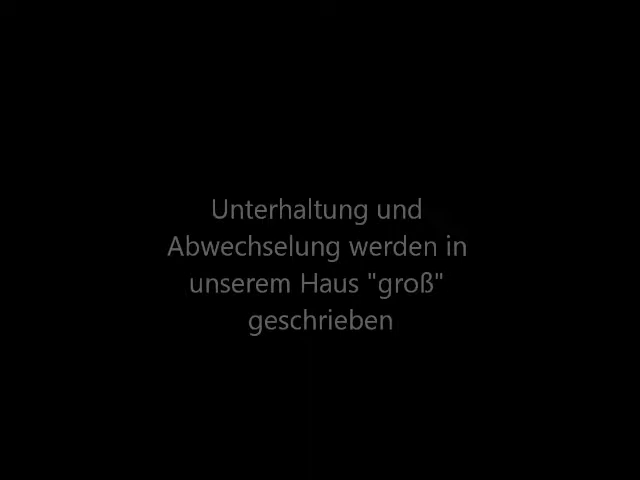 Unterhaltung und
Abwechselung werden in
unserem Haus "groß"
geschrieben